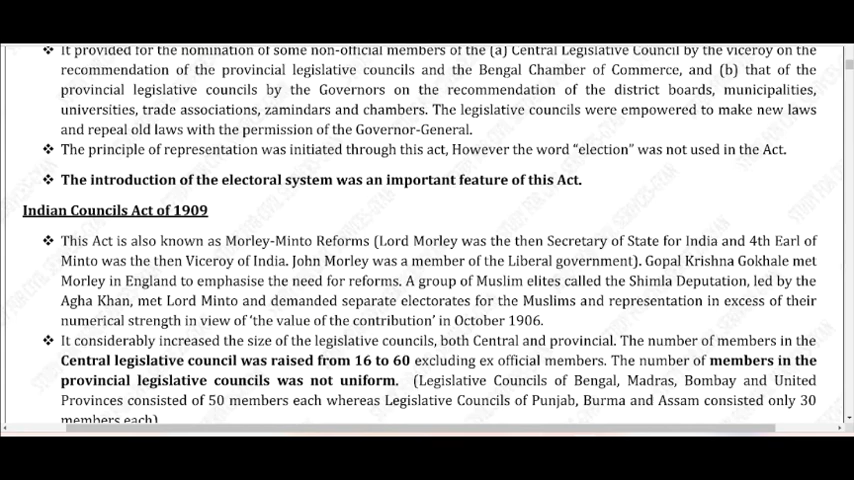 ❖ It provided for the nomination of some non-official members of the (a) Central Legislative Council by the viceroy on the
recommendation of the provincial legislative councils and the Bengal Chamber of Commerce, and (b) that of the
provincial legislative councils by the Governors on the recommendation of the district boards, municipalities,
universities, trade associations, zamindars and chambers. The legislative councils were empowered to make new laws
and repeal old laws with the permission of the Governor-General.
❖ The principle of representation was initiated through this act, However the word “election” was not used in the Act.
❖ The introduction of the electoral system was an important feature of this Act.
Indian Councils Act of 1909
❖ This Act is also known as Morley-Minto Reforms (Lord Morley was the then Secretary of State for India and 4th Earl of
Minto was the then Viceroy of India. John Morley was a member of the Liberal government). Gopal Krishna Gokhale met
Morley in England to emphasise the need for reforms. A group of Muslim elites called the Shimla Deputation, led by the
Agha Khan, met Lord Minto and demanded separate electorates for the Muslims and representation in excess of their
numerical strength in view of ‘the value of the contribution’ in October 1906.
❖ It considerably increased the size of the legislative councils, both Central and provincial. The number of members in the
Central legislative council was raised from 16 to 60 excluding ex official members. The number of members in the
provincial legislative councils was not uniform. (Legislative Councils of Bengal, Madras, Bombay and United
Provinces consisted of 50 members each whereas Legislative Councils of Punjab, Burma and Assam consisted only 30
members each)